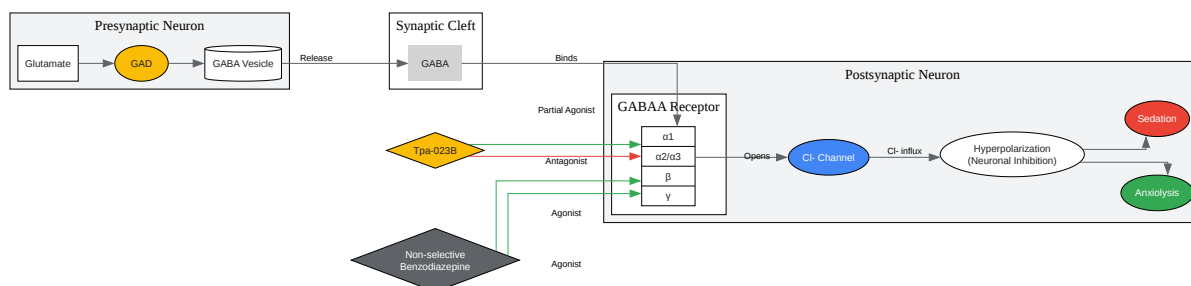 Presynaptic Neuron
Glutamate
GAD
GABA Vesicle
Release
Synaptic Cleft
GABA
Binds
Postsynaptic Neuron
Partial Agonist
GABAA Receptor
Tpa-023B
Antagonist
α1
α2/α3
β
γ
Opens
Cl- Channel
Cl- influx
Hyperpolarization
(Neuronal Inhibition)
Sedation
Anxiolysis
Agonist
Non-selective
Benzodiazepine
Agonist